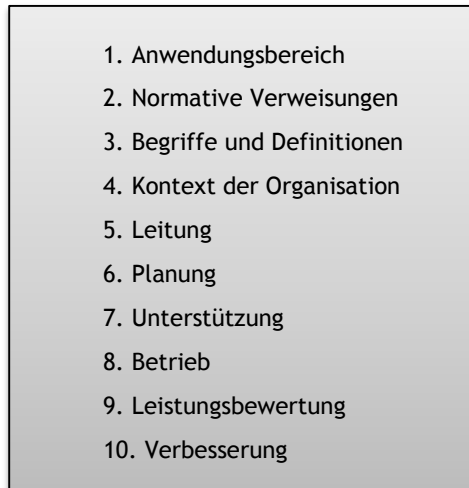 1. Anwendungsbereich
2. Normative Verweisungen
3. Begriffe und Definitionen
4. Kontext der Organisation
5. Leitung
6. Planung
7. Unterstützung
8. Betrieb
9. Leistungsbewertung
10. Verbesserung